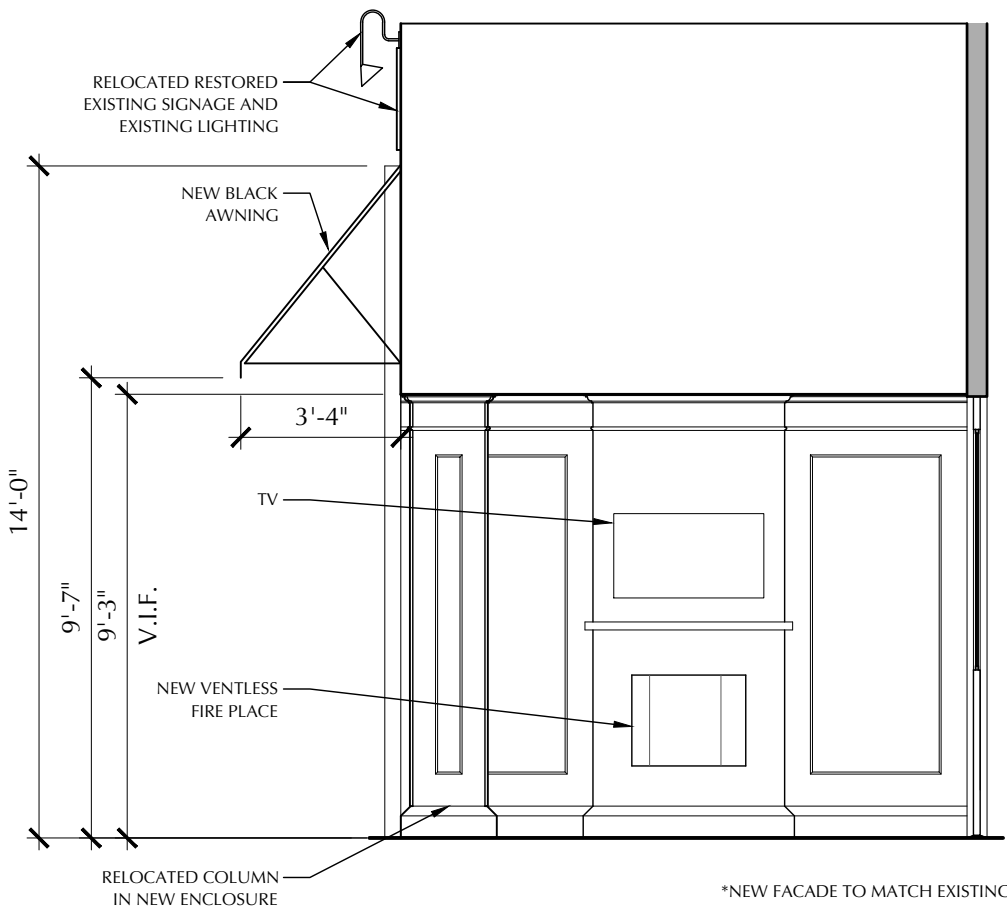 RELOCATED RESTORED
EXISTING SIGNAGE AND
EXISTING LIGHTING
NEW BLACK
AWNING
3'-4"
14'-0"
9'-7"
9'-3"
V.I.F.
TV
NEW VENTLESS
FIRE PLACE
RELOCATED COLUMN
IN NEW ENCLOSURE
*NEW FACADE TO MATCH EXISTING